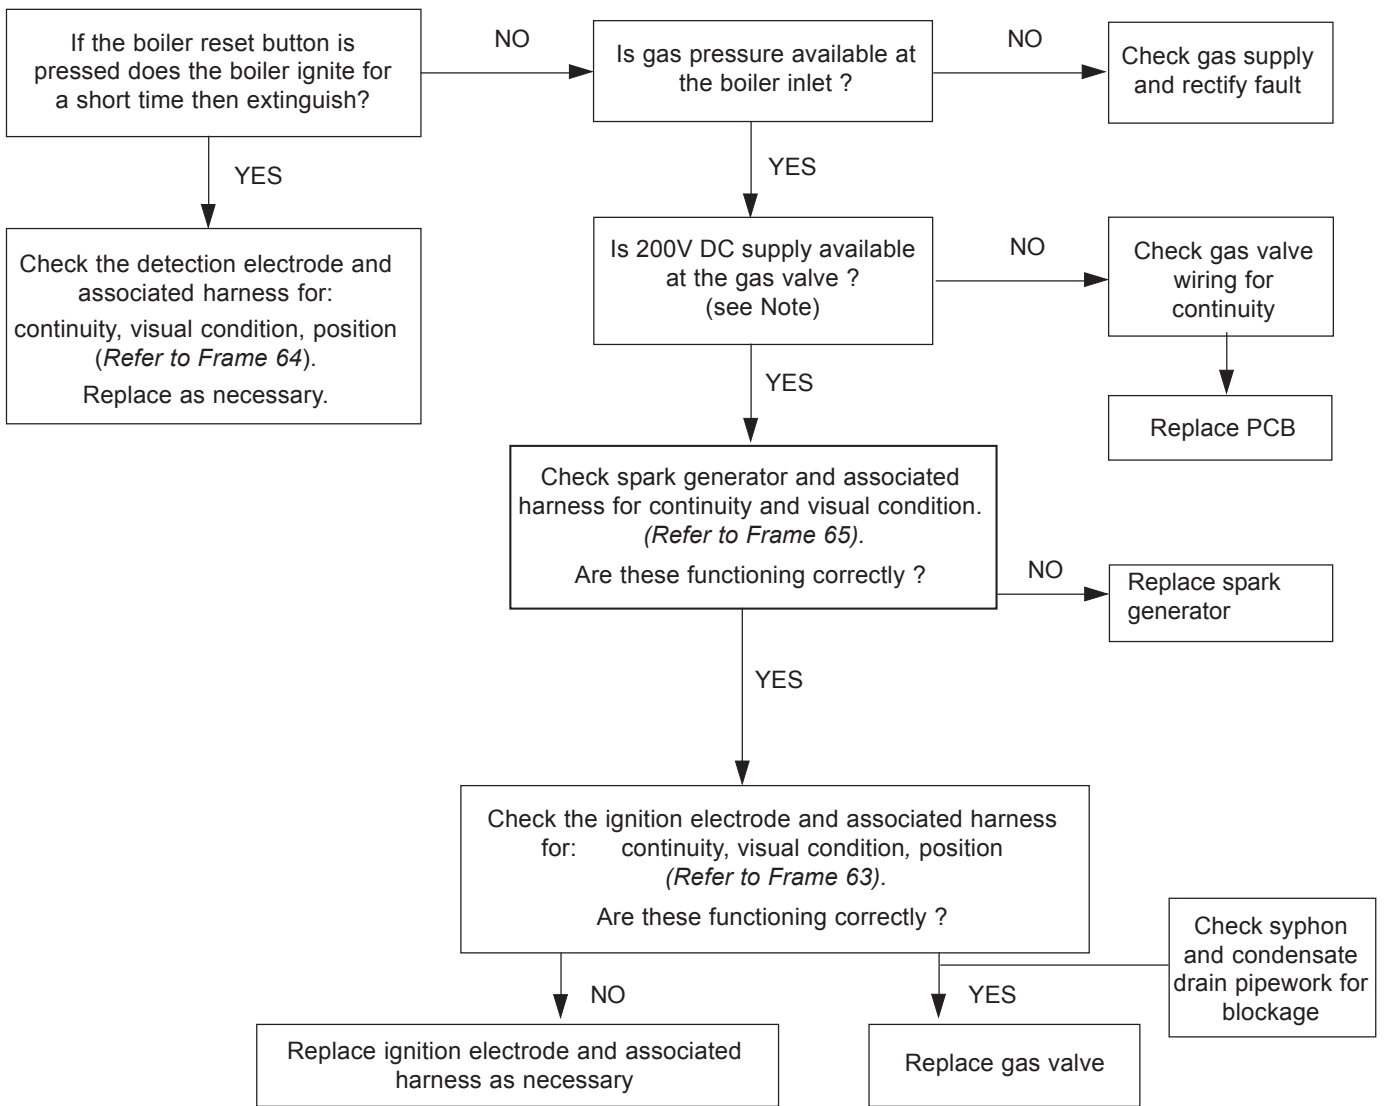 If the boiler reset button is
pressed does the boiler ignite for
a short time then extinguish?
NO
Is gas pressure available at
the boiler inlet ?
NO
Check gas supply
and rectify fault
YES
YES
Check the detection electrode and
associated harness for:
continuity, visual condition, position
(Refer to Frame 64).
Replace as necessary.
Is 200V DC supply available
at the gas valve ?
(see Note)
NO
Check gas valve
wiring for
continuity
YES
Replace PCB
Check spark generator and associated
harness for continuity and visual condition.
(Refer to Frame 65).
Are these functioning correctly ?
NO
Replace spark
generator
YES
Check the ignition electrode and associated harness
for: continuity, visual condition, position
(Refer to Frame 63).
Are these functioning correctly ?
Check syphon
and condensate
drain pipework for
blockage
NO
YES
Replace ignition electrode and associated
harness as necessary
Replace gas valve